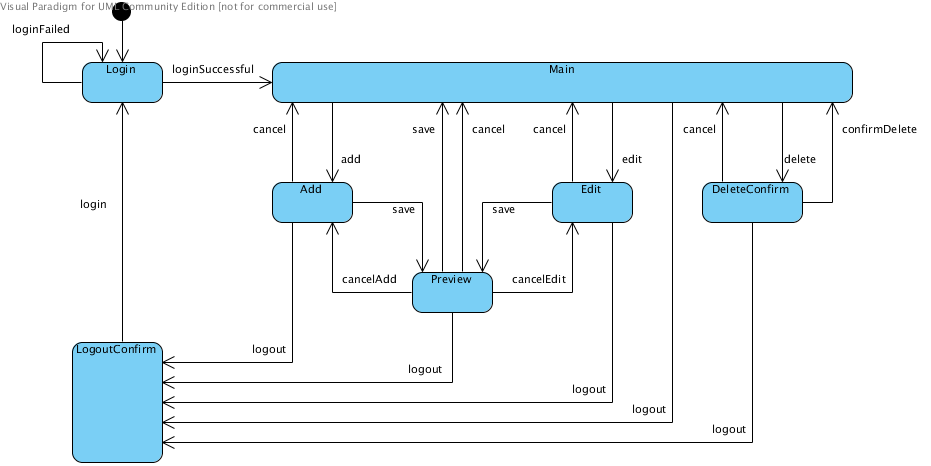 Visual Paradigm for UML Community Edition [not for commercial use]
loginFailed
Login
loginSuccessful
Main
cancel
save
cancel
cancel
cancel
confirmDelete
add
edit
delete
Add
Edit
DeleteConfirm
login
save
save
cancelAdd
Preview
cancelEdit
LogoutConfirm
logout
logout
logout
logout
logout